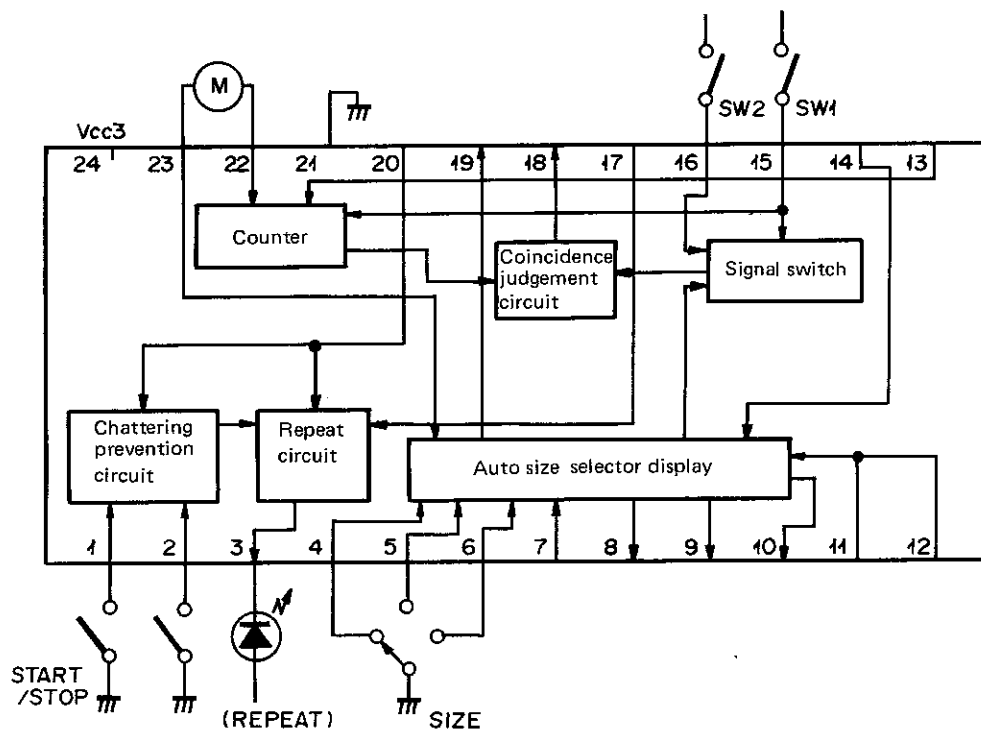 M
SW2
SW1
Vcc3
24
23
22
21
20
19
18
17
16
15
14
13
Counter
Coincidence
judgement
circuit
Signal switch
Chattering
prevention
circuit
Repeat
circuit
Auto size selector display
1
2
3
4
5
6
7
8
9
10
11
12
START
/STOP
(REPEAT)
SIZE